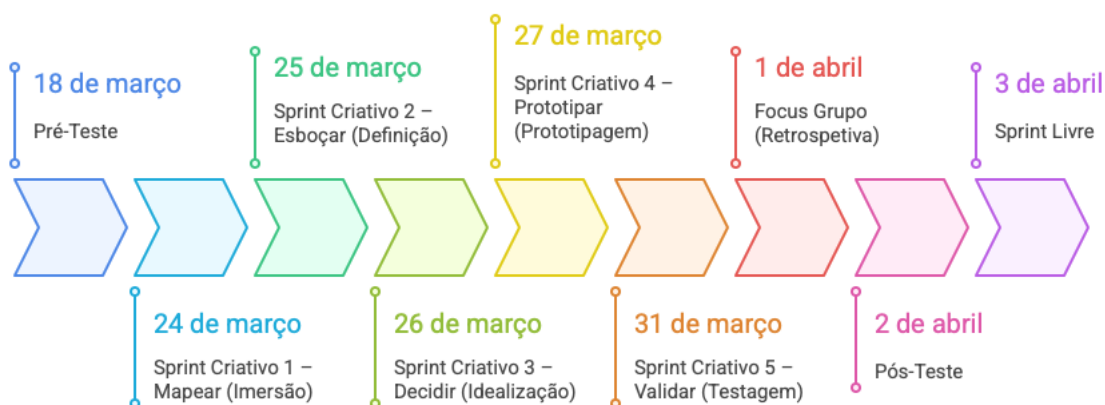 18 de março
Pré-Teste
24 de março
Sprint Criativo 1 –
Mapear (Imersão)
25 de março
Sprint Criativo 2 –
Esboçar (Definição)
26 de março
Sprint Criativo 3 –
Decidir (Idealização)
27 de março
Sprint Criativo 4 –
Prototipar
(Prototipagem)
31 de março
Sprint Criativo 5 –
Validar (Testagem)
1 de abril
Focus Grupo
(Retrospetiva)
2 de abril
Pós-Teste
3 de abril
Sprint Livre